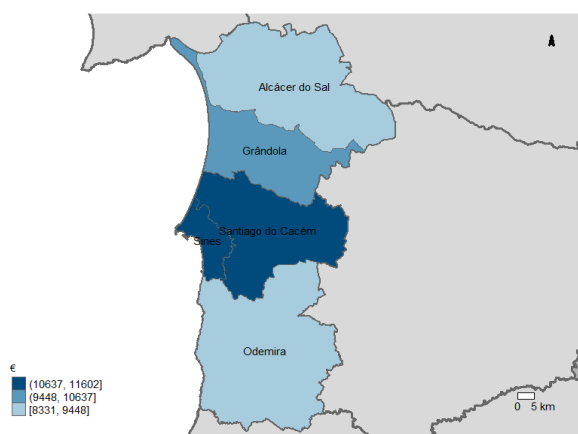 Alcácer do Sal
Grândola
Santiago do Cacém
Sines
Odemira
€
(10637, 11602]
(9448, 10637]
[8331, 9448]
0 5 km